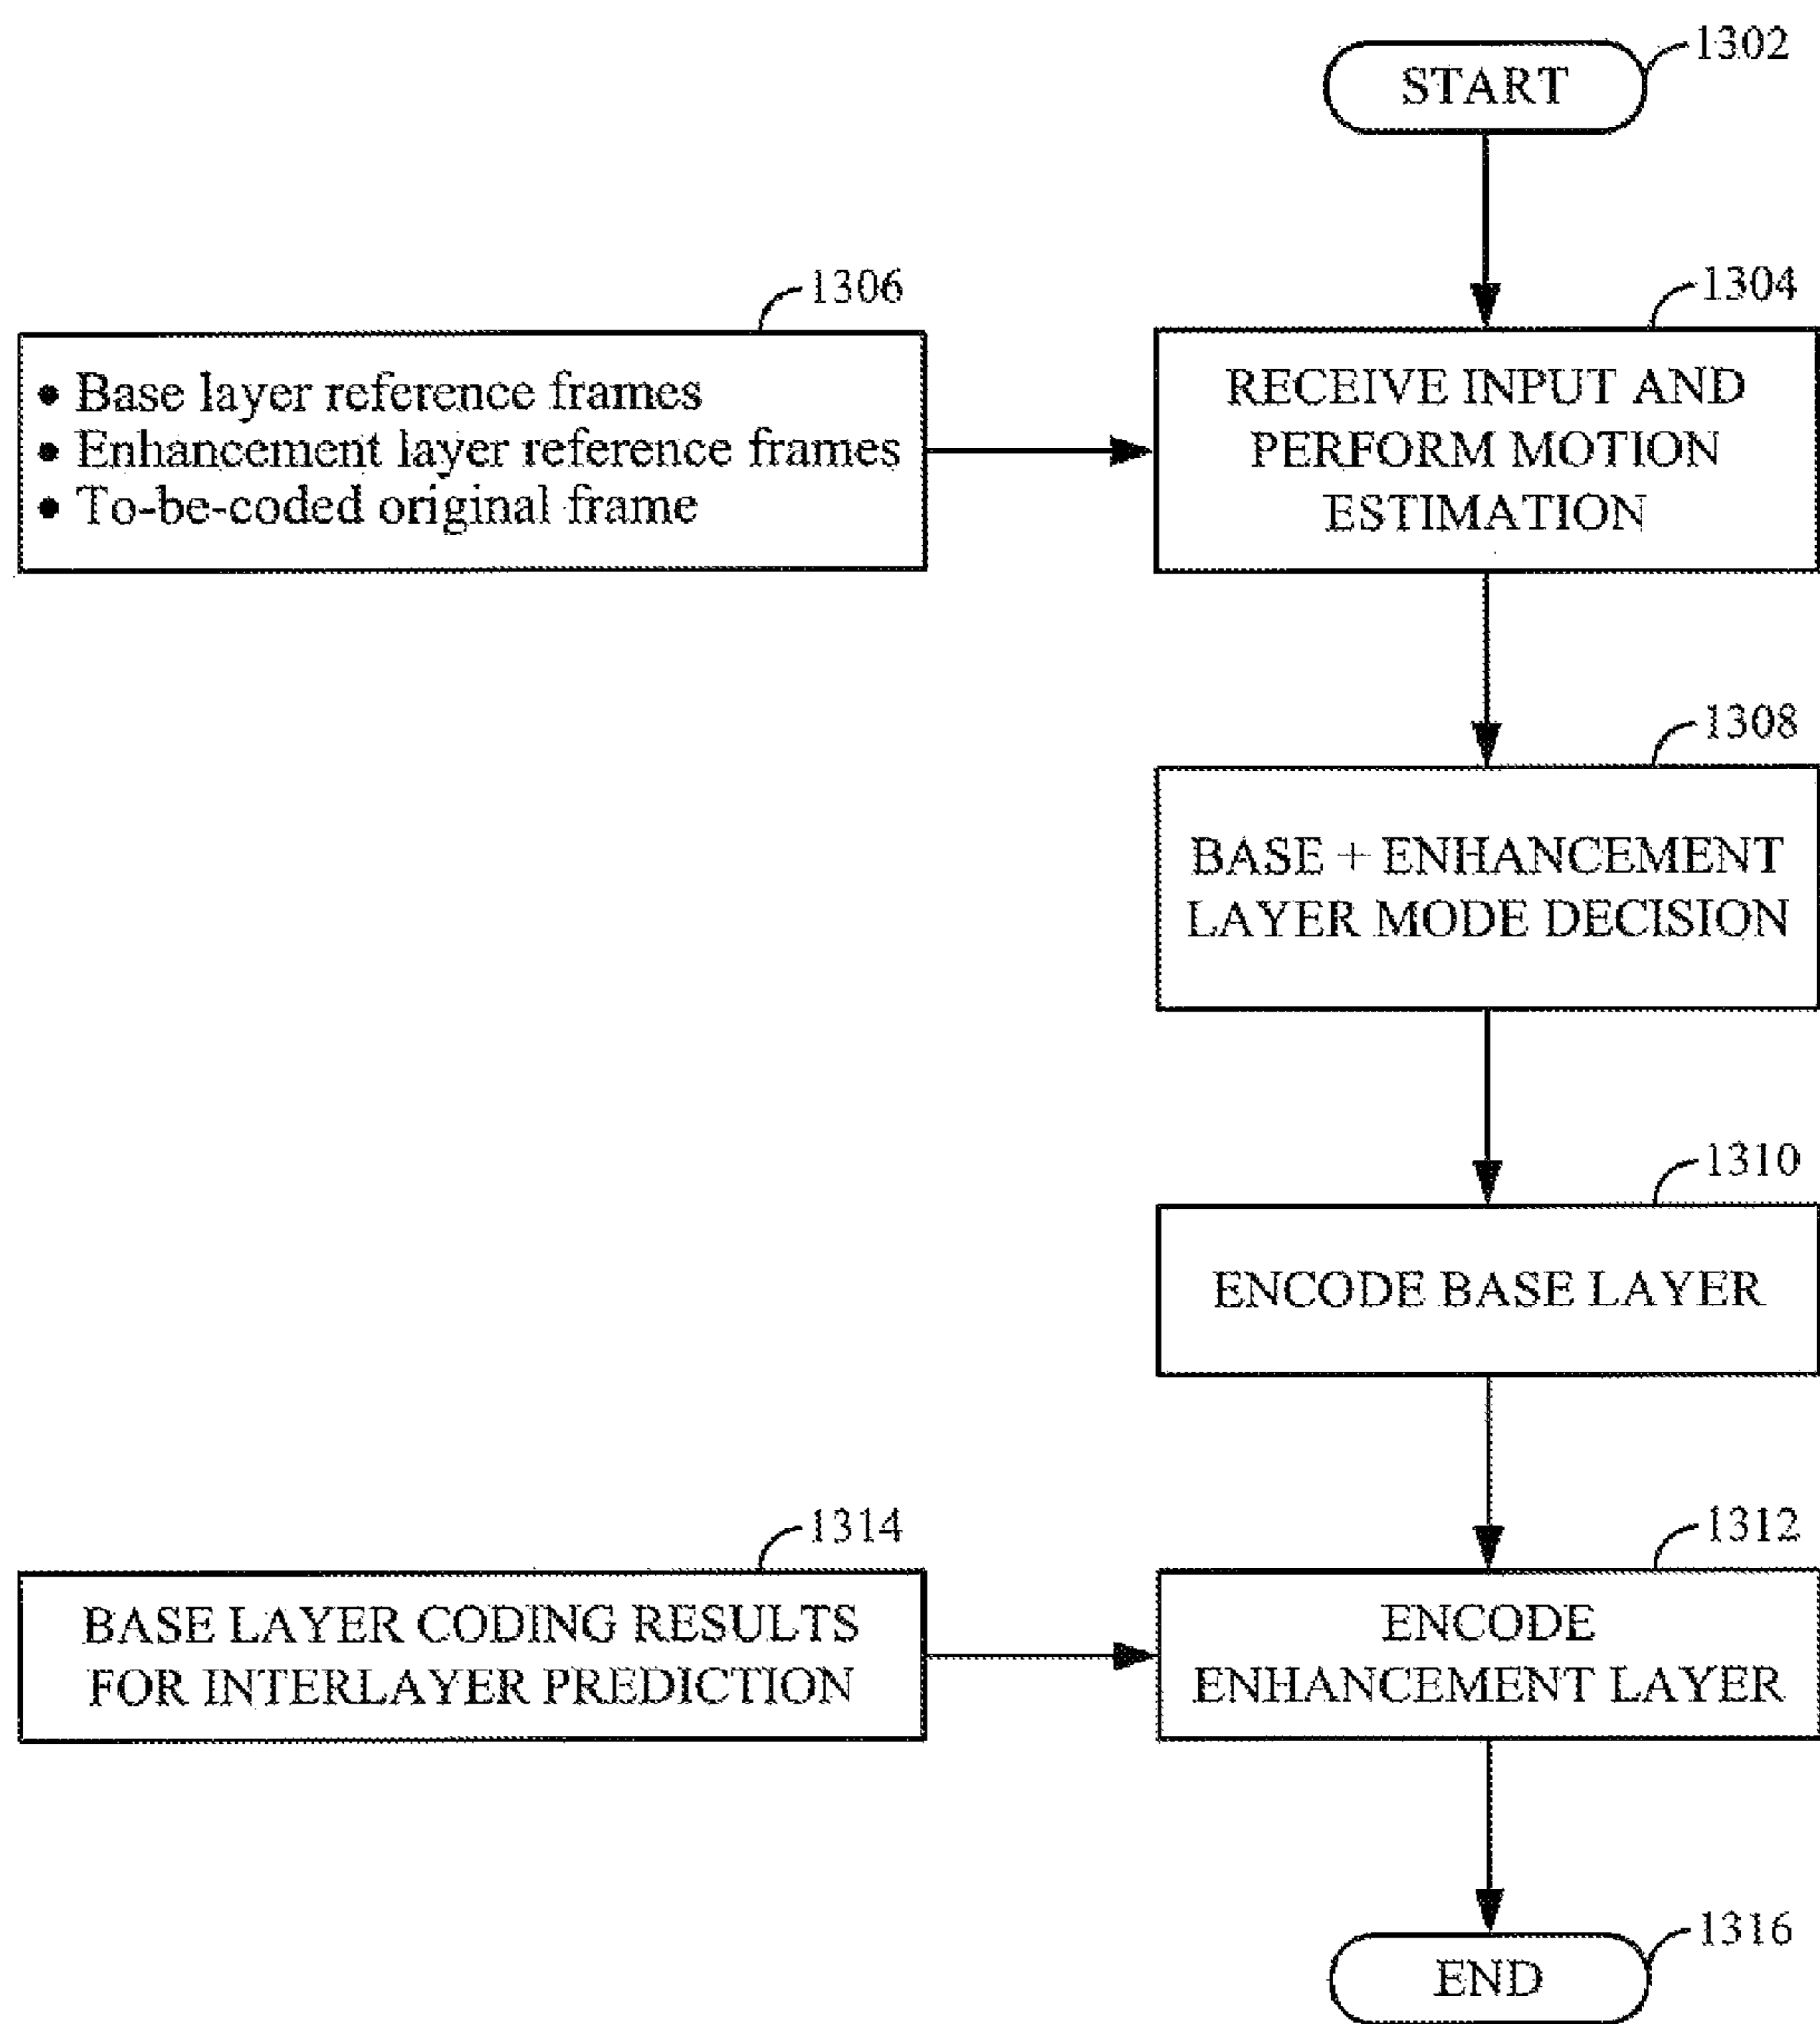 1302
START
1306
1304
• Base layer reference frames
• Enhancement layer reference frames
• To-be-coded original frame
RECEIVE INPUT AND
PERFORM MOTION
ESTIMATION
1308
BASE + ENHANCEMENT
LAYER MODE DECISION
1310
ENCODE BASE LAYER
1314
1312
BASE LAYER CODING RESULTS
FOR INTERLAYER PREDICTION
ENCODE
ENHANCEMENT LAYER
1316
END